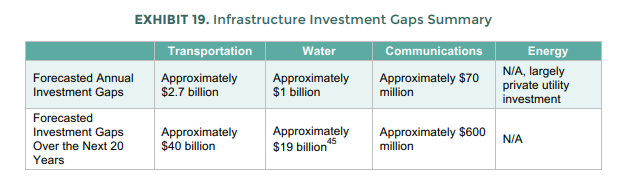 EXHIBIT 19. Infrastructure Investment Gaps Summary
Transportation Water Communications Energy
Forecasted Annual Investment Gaps
Approximately $2.7 billion
Approximately $1 billion
Approximately $70 million
N/A, largely private utility investment
Forecasted Investment Gaps Over the Next 20 Years
Approximately $40 billion
Approximately $19 billion45
Approximately $600 million
N/A